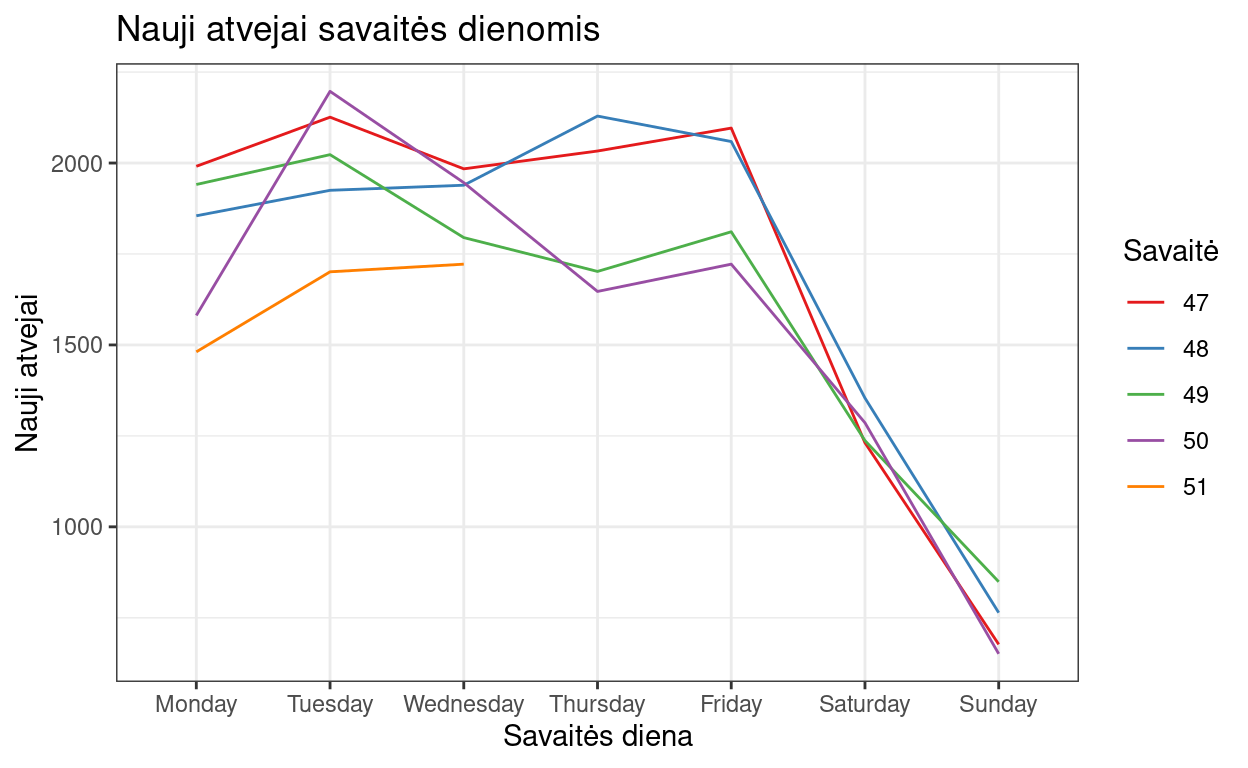 Nauji atvejai savaitės dienomis
Nauji atvejai
2000
1500
1000
Monday Tuesday Wednesday Thursday Friday Saturday Sunday
Savaitės diena
Savaitė
47
48
49
50
51